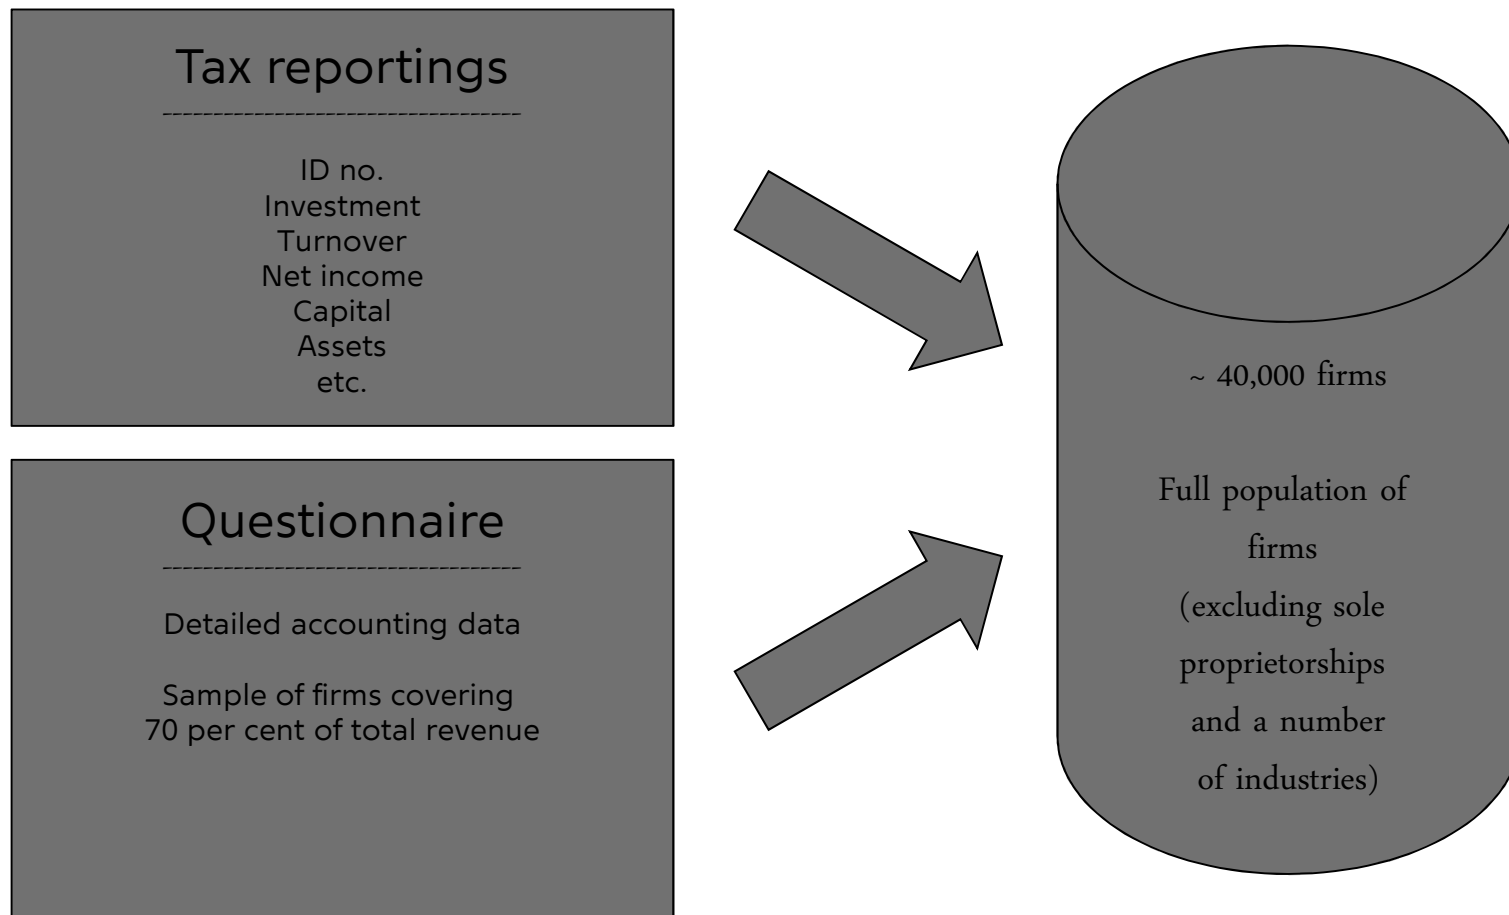 Tax reportings
----------------------------------
ID no.
Investment
Turnover
Net income
Capital
Assets
etc.
Questionnaire
----------------------------------
Detailed accounting data
Sample of firms covering
70 per cent of total revenue
~ 40,000 firms
Full population of
firms
(excluding sole
proprietorships
and a number
of industries)